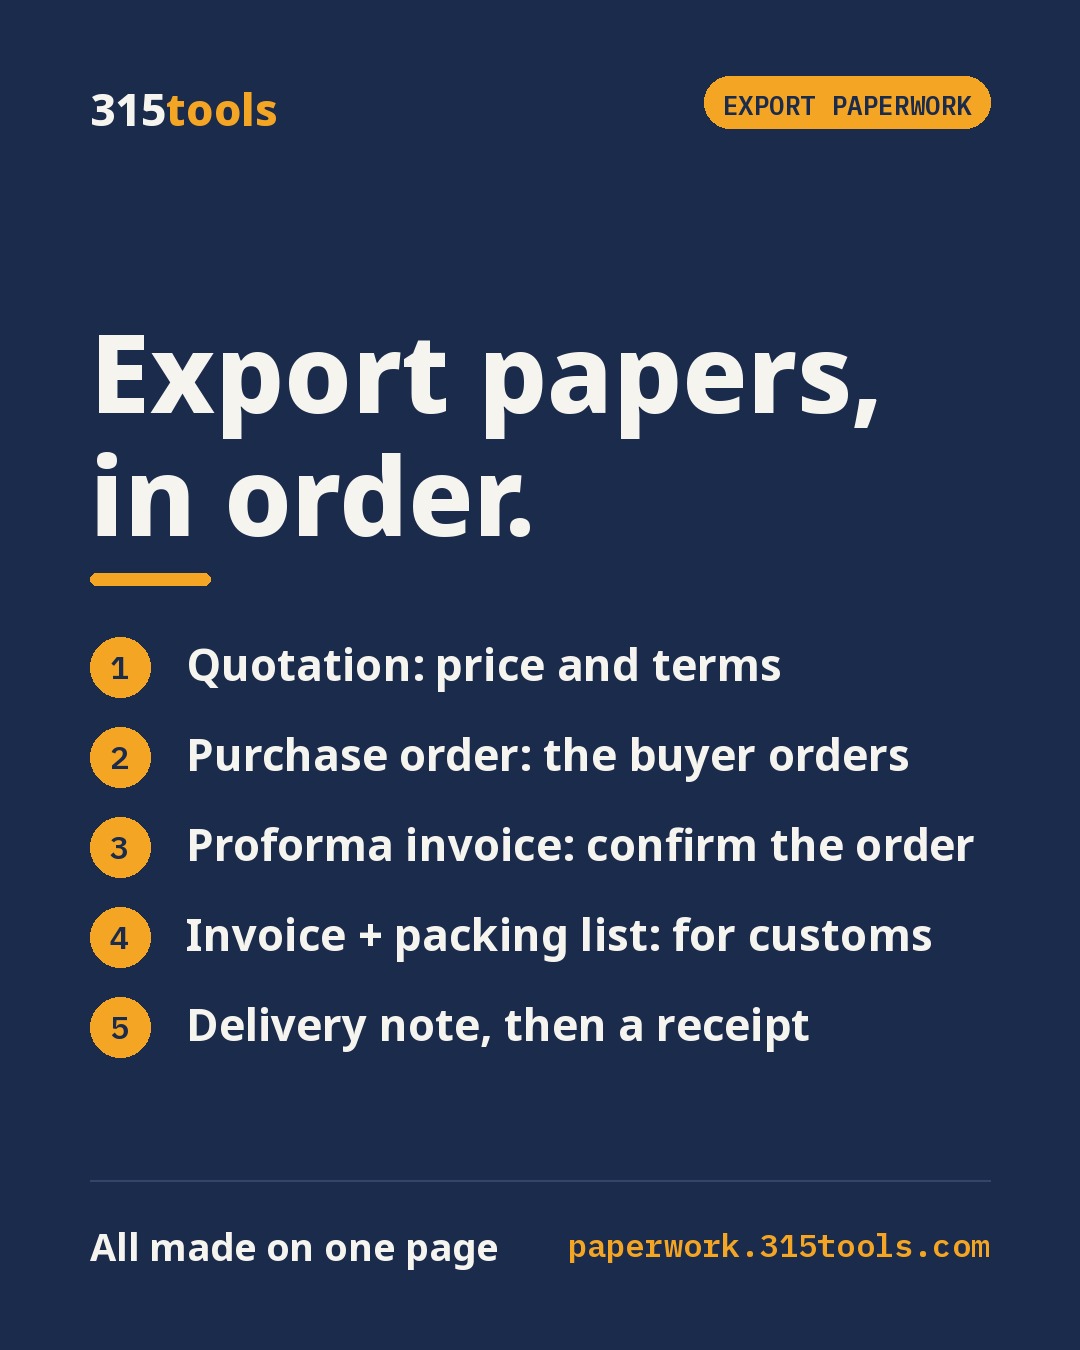 315tools
EXPORT PAPERWORK
Export papers,
in order.
1 Quotation: price and terms
2 Purchase order: the buyer orders
3 Proforma invoice: confirm the order
4 Invoice + packing list: for customs
5 Delivery note, then a receipt
All made on one page
paperwork.315tools.com